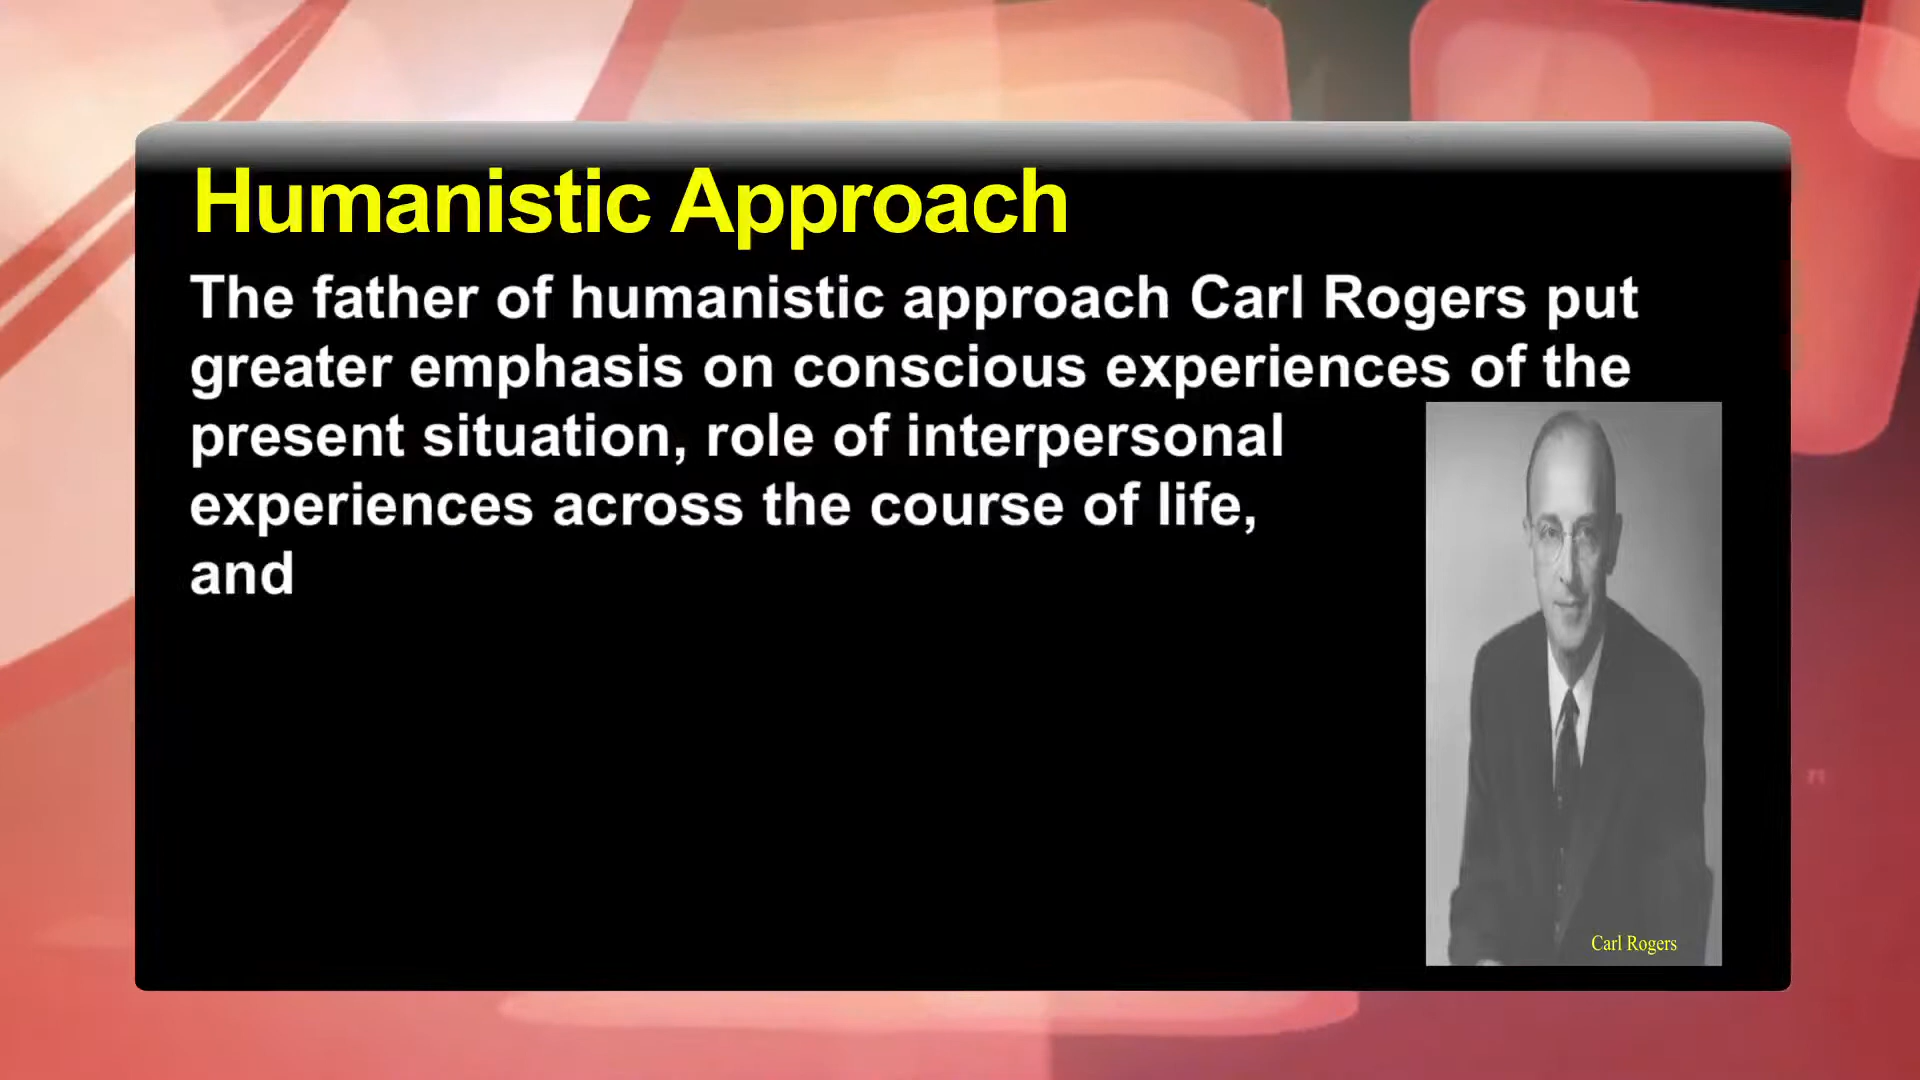 Humanistic Approach
The father of humanistic approach Carl Rogers put
greater emphasis on conscious experiences of the
present situation, role of interpersonal
experiences across the course of life,
and
Carl Rogers